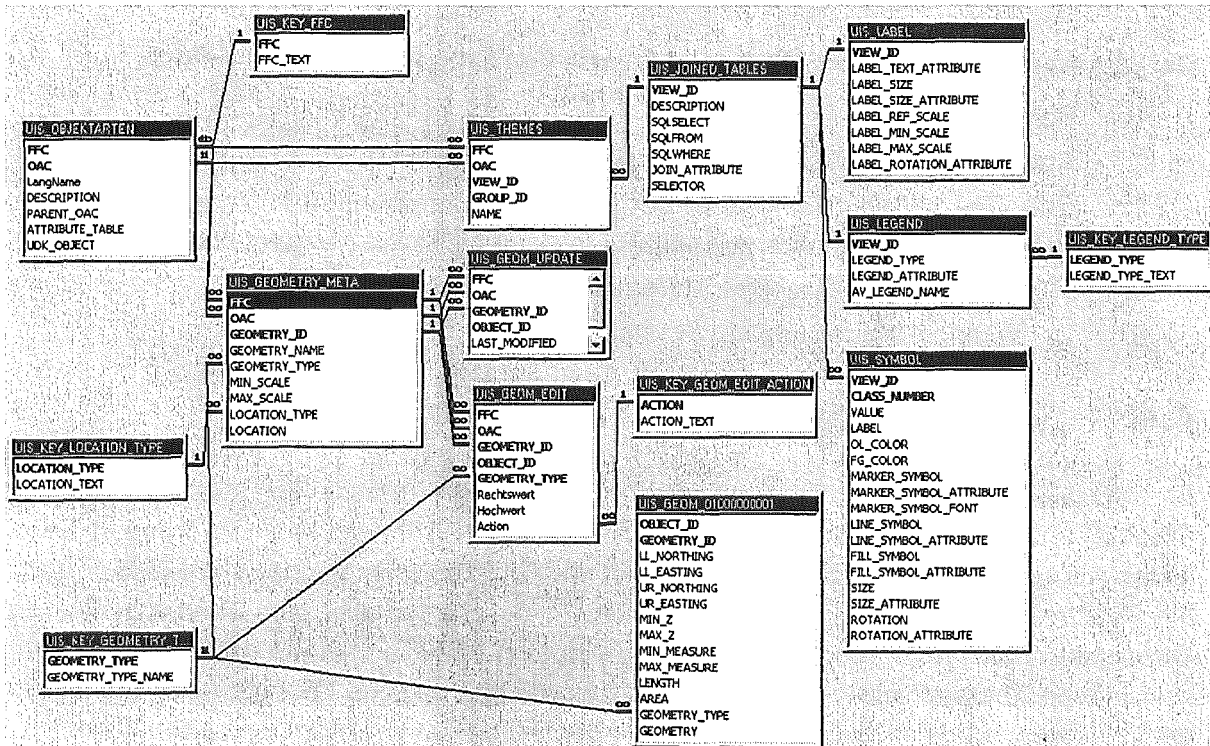 UIS_KEY_FFC
FFC
FFC_TEXT
UIS_OBJEKTARTEN
FFC
OAC
LangName
DESCRIPTION
PARENT_OAC
ATTRIBUTE_TABLE
UDK_OBJECT
UIS_THEMES
FFC
OAC
VIEW_ID
GROUP_ID
NAME
UIS_JOINED_TABLES
VIEW_ID
DESCRIPTION
SQLSELECT
SQLFROM
SQLWHERE
JOIN_ATTRIBUTE
SELEKTOR
UIS_LABEL
VIEW_ID
LABEL_TEXT_ATTRIBUTE
LABEL_SIZE
LABEL_SIZE_ATTRIBUTE
LABEL_REF_SCALE
LABEL_MIN_SCALE
LABEL_MAX_SCALE
LABEL_ROTATION_ATTRIBUTE
UIS_LEGEND
VIEW_ID
LEGEND_TYPE
LEGEND_ATTRIBUTE
AV_LEGEND_NAME
UIS_KEY_LEGEND_TYPE
LEGEND_TYPE
LEGEND_TYPE_TEXT
UIS_GEOMETRY_META
FFC
OAC
GEOMETRY_ID
GEOMETRY_NAME
GEOMETRY_TYPE
MIN_SCALE
MAX_SCALE
LOCATION_TYPE
LOCATION
UIS_GEOM_UPDATE
FFC
OAC
GEOMETRY_ID
OBJECT_ID
LAST_MODIFIED
UIS_GEOM_EDIT
FFC
OAC
GEOMETRY_ID
OBJECT_ID
GEOMETRY_TYPE
Rechtswert
Hochwert
Action
UIS_KEY_GEOM_EDIT_ACTION
ACTION
ACTION_TEXT
UIS_SYMBOL
VIEW_ID
CLASS_NUMBER
VALUE
LABEL
OL_COLOR
FG_COLOR
MARKER_SYMBOL
MARKER_SYMBOL_ATTRIBUTE
MARKER_SYMBOL_FONT
LINE_SYMBOL
LINE_SYMBOL_ATTRIBUTE
FILL_SYMBOL
FILL_SYMBOL_ATTRIBUTE
SIZE
SIZE_ATTRIBUTE
ROTATION
ROTATION_ATTRIBUTE
UIS_KEY_LOCATION_TYPE
LOCATION_TYPE
LOCATION_TEXT
UIS_GEOM_01000000001
OBJECT_ID
GEOMETRY_ID
LL_NORTHING
LL_EASTING
UR_NORTHING
UR_EASTING
MIN_Z
MAX_Z
MIN_MEASURE
MAX_MEASURE
LENGTH
AREA
GEOMETRY_TYPE
GEOMETRY
UIS_KEY_GEOMETRY_T
GEOMETRY_TYPE
GEOMETRY_TYPE_NAME